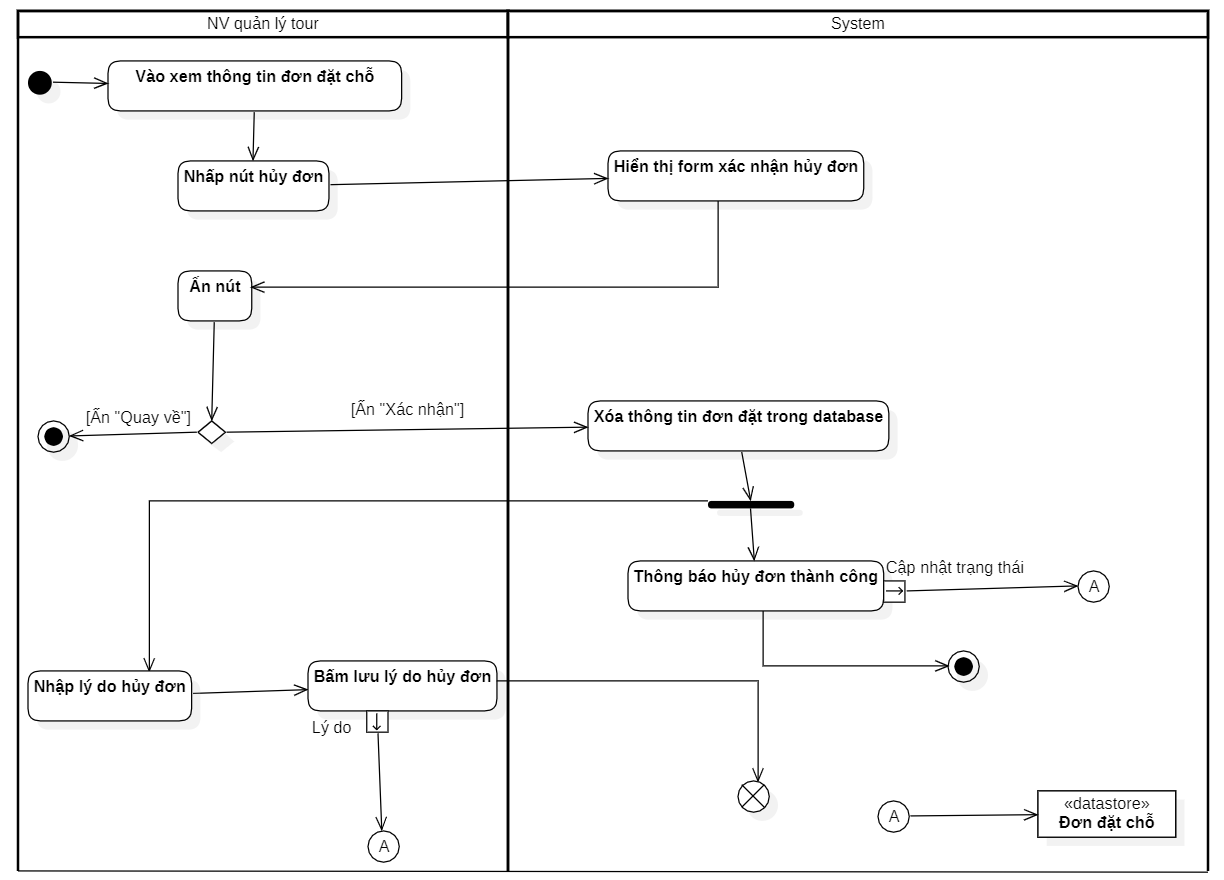 NV quản lý tour
System
Vào xem thông tin đơn đặt chỗ
Nhấp nút hủy đơn
Hiển thị form xác nhận hủy đơn
Ấn nút
[Ấn "Quay về"]
[Ấn "Xác nhận"]
Xóa thông tin đơn đặt trong database
Thông báo hủy đơn thành công
Cập nhật trạng thái
A
Nhập lý do hủy đơn
Bấm lưu lý do hủy đơn
Lý do
A
A
«datastore»
Đơn đặt chỗ